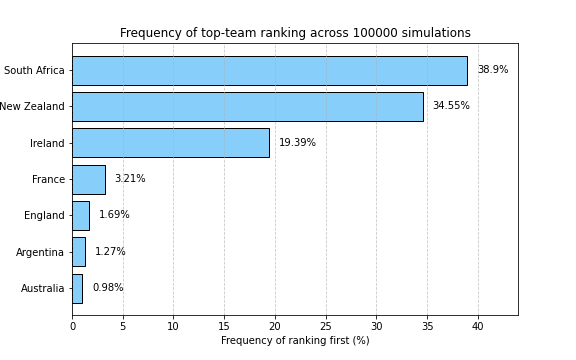 Frequency of top-team ranking across 100000 simulations
South Africa 38.9%
New Zealand 34.55%
Ireland 19.39%
France 3.21%
England 1.69%
Argentina 1.27%
Australia 0.98%
0 5 10 15 20 25 30 35 40
Frequency of ranking first (%)